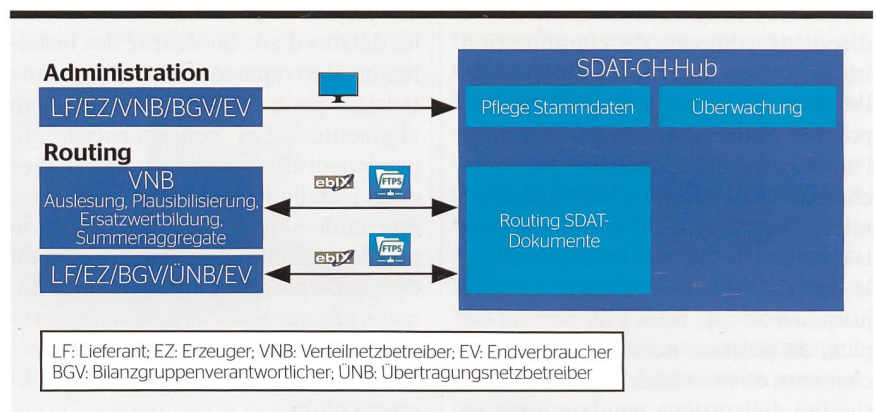 Administration
LF/EZ/VNB/BGV/EV
Routing
VNB
Auslesung, Plausibilisierung,
Ersatzwertbildung,
Summenaggregate
LF/EZ/BGV/ÜNB/EV
ebIX
FTPS
ebIX
FTPS
SDAT-CH-Hub
Pflege Stammdaten
Überwachung
Routing SDAT-
Dokumente
LF: Lieferant; EZ: Erzeuger; VNB: Verteilnetzbetreiber; EV: Endverbraucher
BGV: Bilanzgruppenverantwortlicher; ÜNB: Übertragungsnetzbetreiber